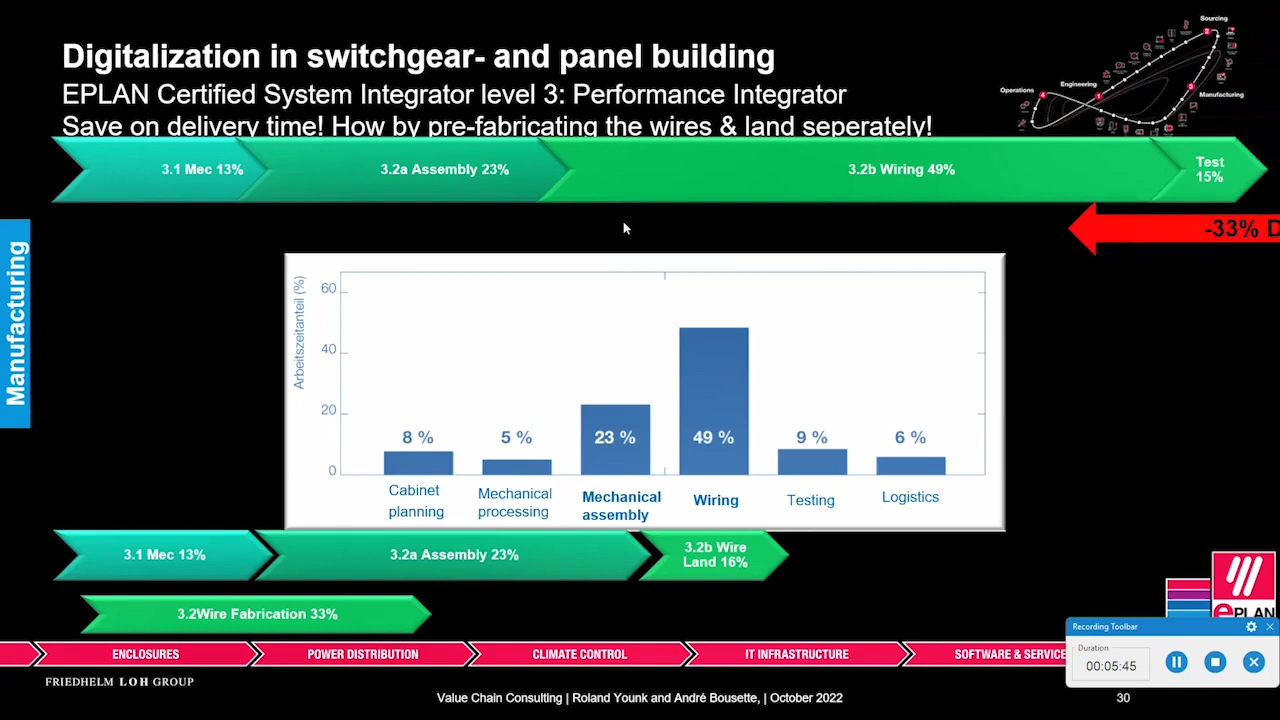 Digitalization in switchgear- and panel building
EPLAN Certified System Integrator level 3: Performance Integrator
Save on delivery time! How by pre-fabricating the wires & land seperately!
Sourcing
Engineering
Operations
Manufacturing
2
1
4
3
3.1 Mec 13%
3.2a Assembly 23%
3.2b Wiring 49%
Test
15%
-33% D
Manufacturing
Arbeitszeitanteil (%)
60
40
20
0
8 %
5 %
23 %
49 %
9 %
6 %
Cabinet
planning
Mechanical
processing
Mechanical
assembly
Wiring
Testing
Logistics
3.1 Mec 13%
3.2a Assembly 23%
3.2b Wire
Land 16%
3.2Wire Fabrication 33%
ePLAN
ENCLOSURES
POWER DISTRIBUTION
CLIMATE CONTROL
IT INFRASTRUCTURE
SOFTWARE & SERVICE
Recording Toolbar
Duration
00:05:45
FRIEDHELM LOH GROUP
Value Chain Consulting | Roland Younk and André Bousette, | October 2022
30